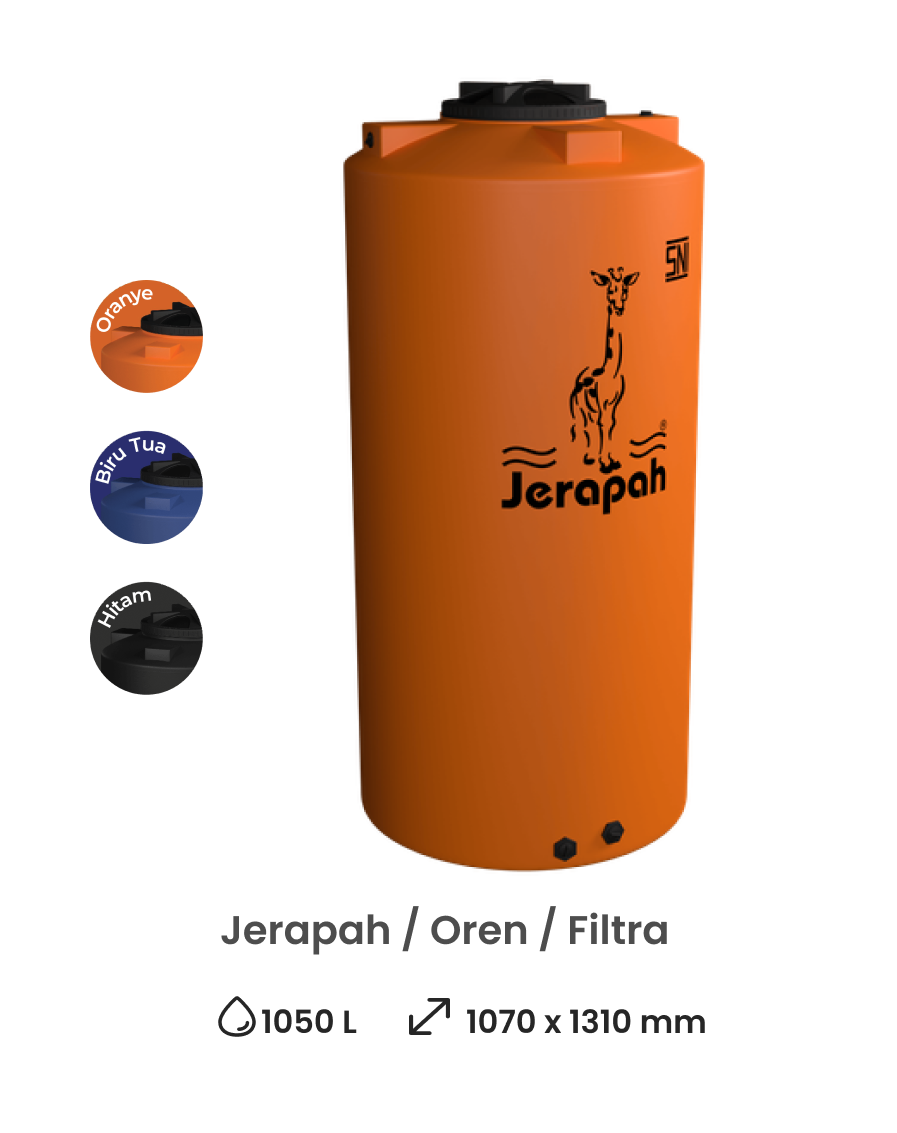 SNI
Oranye
®
Jerapah
Biru Tua
Hitam
Jerapah / Oren / Filtra
1050 L
1070 x 1310 mm